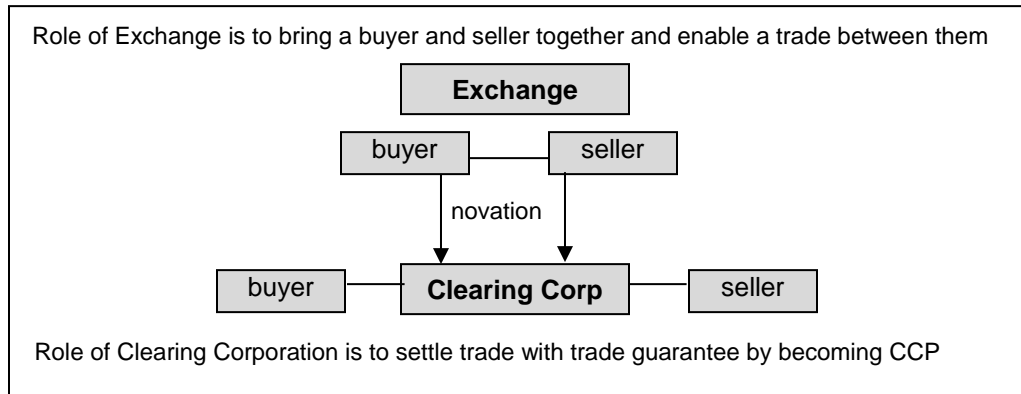 Role of Exchange is to bring a buyer and seller together and enable a trade between them
Exchange
buyer seller
novation
buyer Clearing Corp seller
Role of Clearing Corporation is to settle trade with trade guarantee by becoming CCP